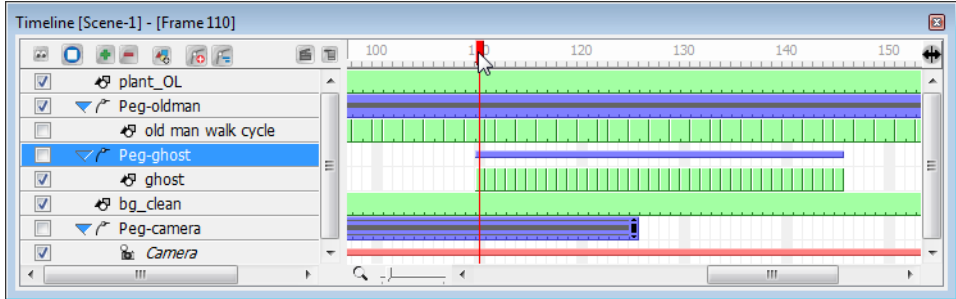 Timeline [Scene-1] - [Frame 110]
100 110 120 130 140 150
plant_OL
Peg-oldman
old man walk cycle
Peg-ghost
ghost
bg_clean
Peg-camera
Camera